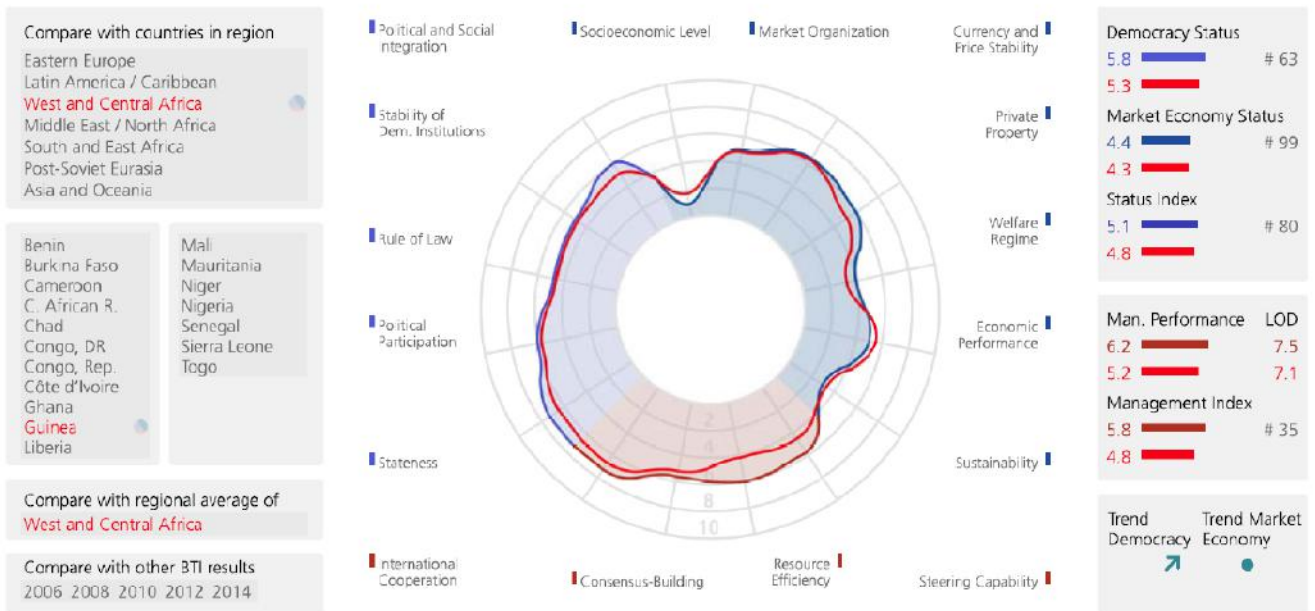 Compare with countries in region
Eastern Europe
Latin America / Caribbean
West and Central Africa
Middle East / North Africa
South and East Africa
Post-Soviet Eurasia
Asia and Oceania
Benin
Burkina Faso
Cameroon
C. African R.
Chad
Congo, DR
Congo, Rep.
Côte d'Ivoire
Ghana
Guinea
Liberia
Mali
Mauritania
Niger
Nigeria
Senegal
Sierra Leone
Togo
Compare with regional average of
West and Central Africa
Compare with other BTI results
2006 2008 2010 2012 2014
Political and Social
Integration
Socioeconomic Level
Market Organization
Currency and
Price Stability
Stability of
Dem. Institutions
Private
Property
Rule of Law
Welfare
Regime
Political
Participation
Economic
Performance
Stateness
Sustainability
International
Cooperation
Consensus-Building
Resource
Efficiency
Steering Capability
2
4
8
10
Democracy Status
5.8 # 63
5.3
Market Economy Status
4.4 # 99
4.3
Status Index
5.1 # 80
4.8
Man. Performance LOD
6.2 7.5
5.2 7.1
Management Index
5.8 # 35
4.8
Trend Trend Market
Democracy Economy